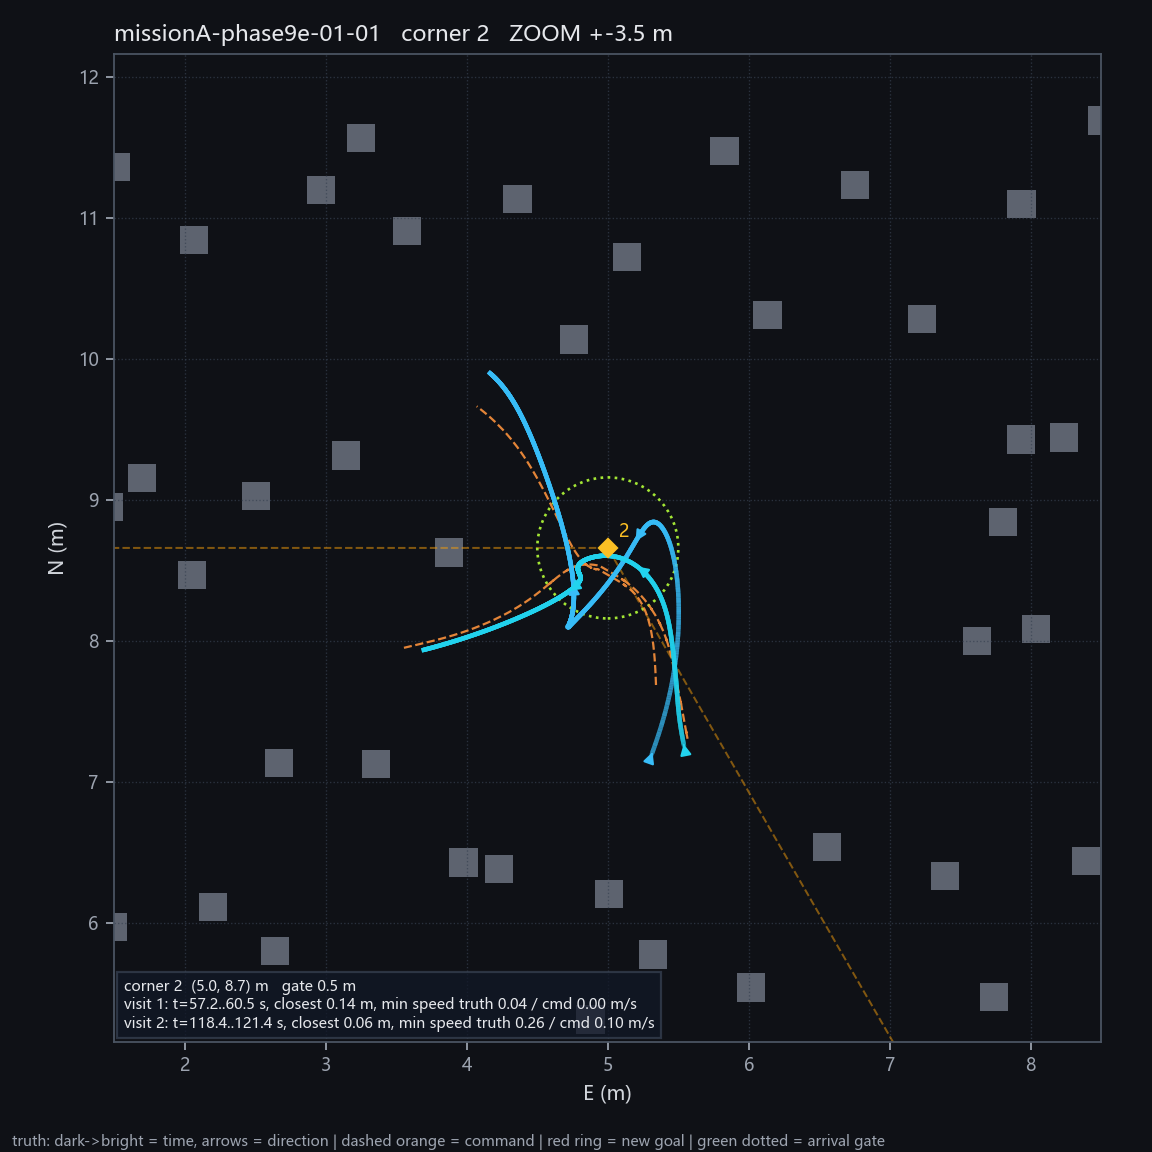 missionA-phase9e-01-01   corner 2   ZOOM +-3.5 m
12
11
10
9
8
7
6
N (m)
2
corner 2  (5.0, 8.7) m   gate 0.5 m
visit 1: t=57.2..60.5 s, closest 0.14 m, min speed truth 0.04 / cmd 0.00 m/s
visit 2: t=118.4..121.4 s, closest 0.06 m, min speed truth 0.26 / cmd 0.10 m/s
2 3 4 5 6 7 8
E (m)
truth: dark->bright = time, arrows = direction | dashed orange = command | red ring = new goal | green dotted = arrival gate